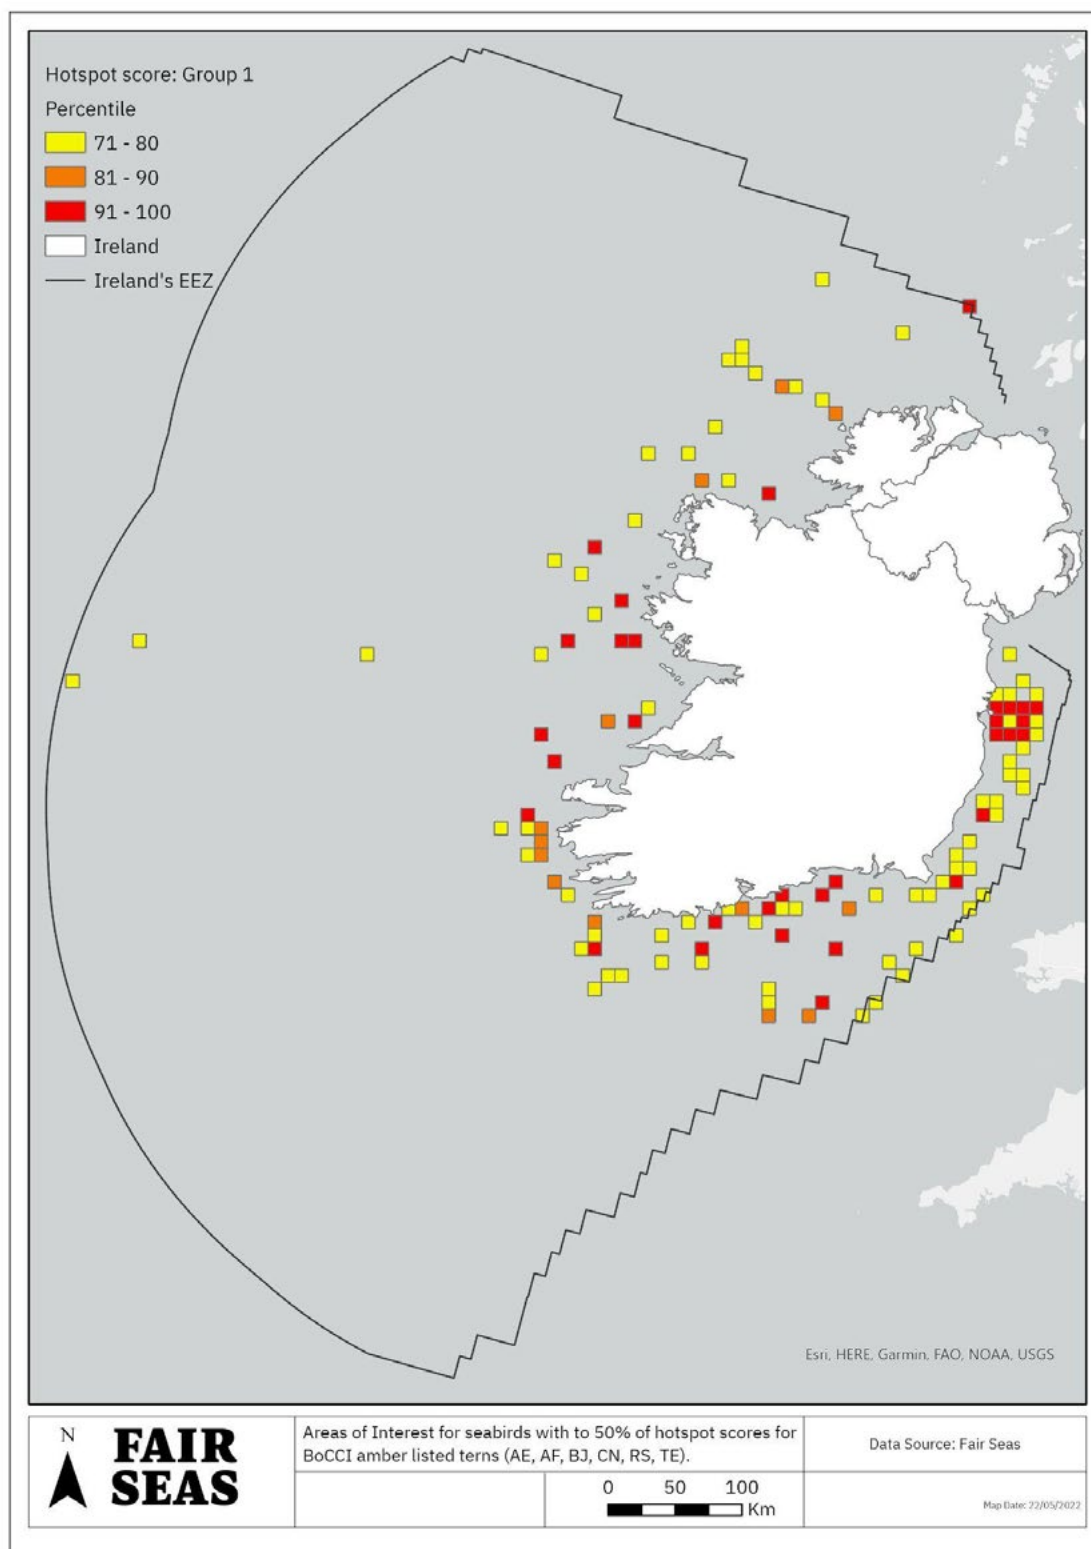 Hotspot score: Group 1
Percentile
71 - 80
81 - 90
91 - 100
Ireland
Ireland's EEZ
Esri, HERE, Garmin, FAO, NOAA, USGS
N
FAIR
SEAS
Areas of Interest for seabirds with to 50% of hotspot scores for
BoCCI amber listed terns (AE, AF, BJ, CN, RS, TE).
0 50 100
Km
Data Source: Fair Seas
Map Date: 22/05/2022